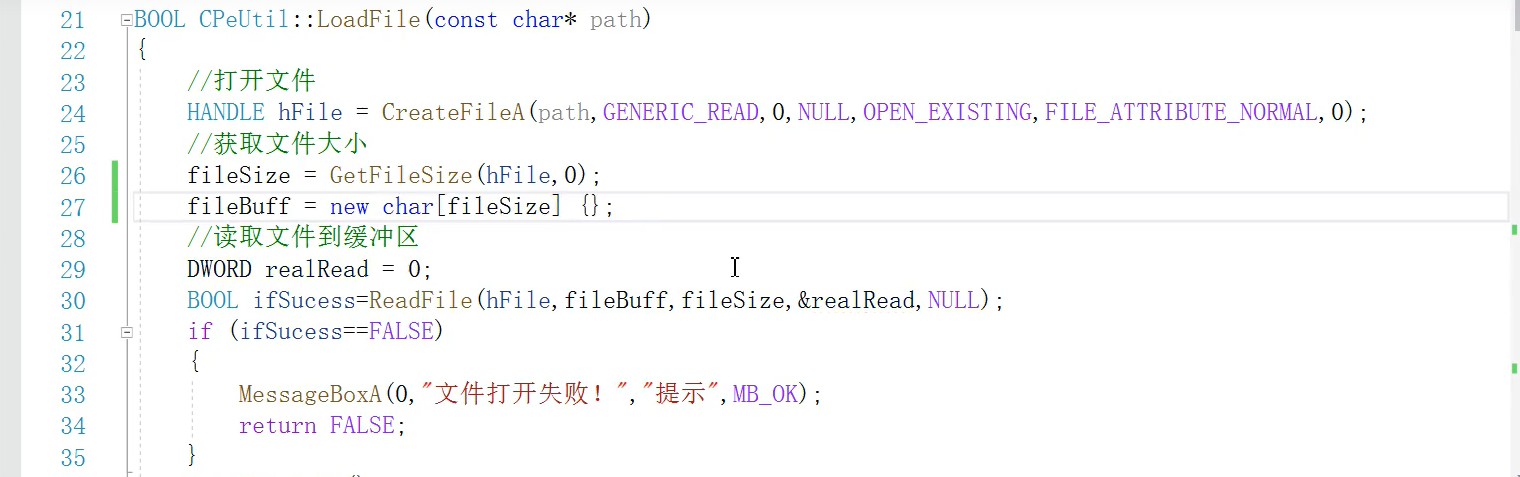 21 BOOL CPeUtil::LoadFile(const char* path)
22 {
23 //打开文件
24 HANDLE hFile = CreateFileA(path,GENERIC_READ,0,NULL,OPEN_EXISTING,FILE_ATTRIBUTE_NORMAL,0);
25 //获取文件大小
26 fileSize = GetFileSize(hFile,0);
27 fileBuff = new char[fileSize] {};
28 //读取文件到缓冲区
29 DWORD realRead = 0;
30 BOOL ifSucess=ReadFile(hFile,fileBuff,fileSize,&realRead,NULL);
31 if (ifSucess==FALSE)
32 {
33 MessageBoxA(0,"文件打开失败！","提示",MB_OK);
34 return FALSE;
35 }